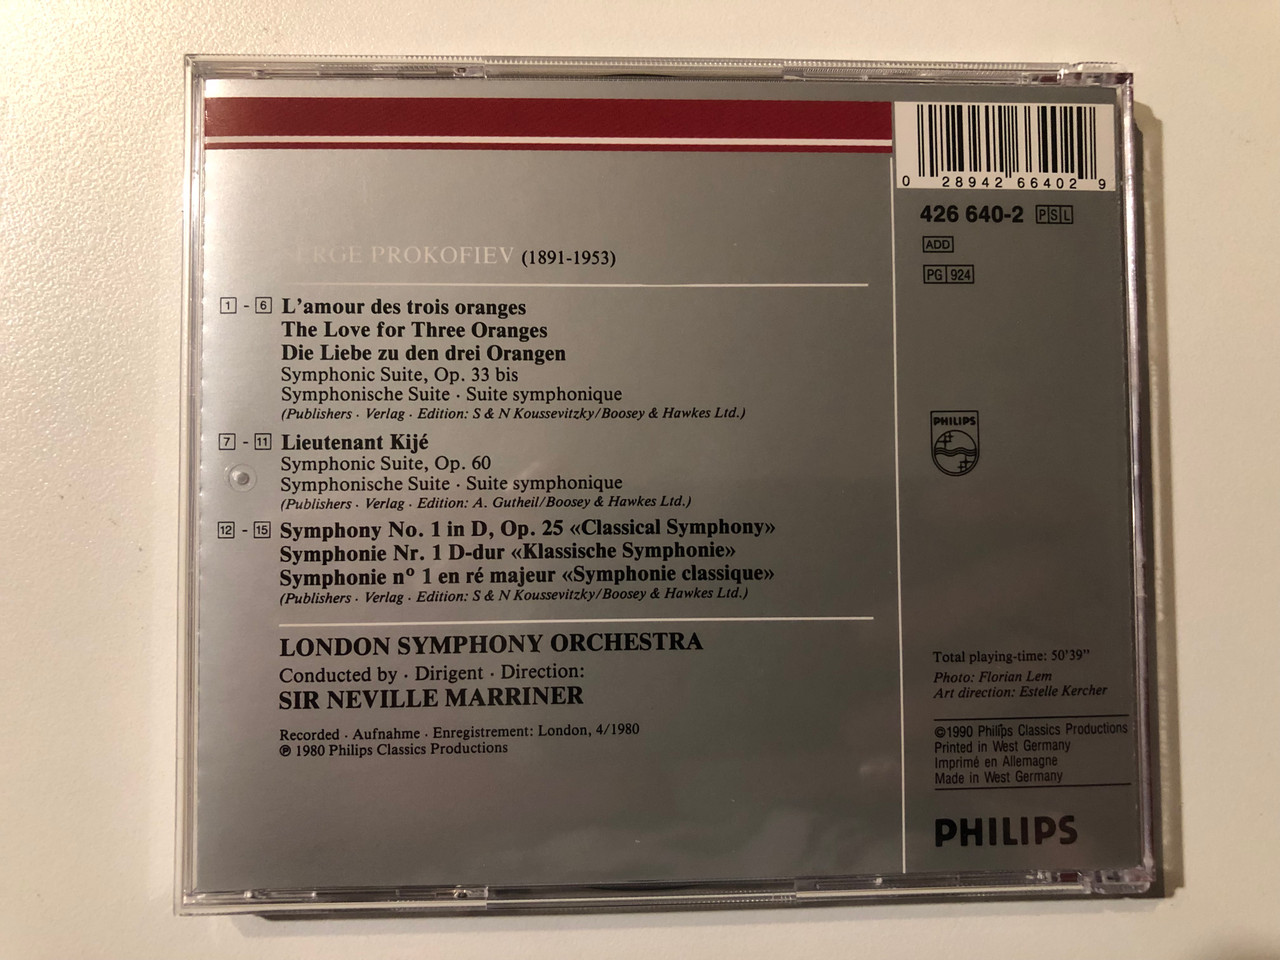 SERGE PROKOFIEV (1891-1953)
1 - 6 L'amour des trois oranges
The Love for Three Oranges
Die Liebe zu den drei Orangen
Symphonic Suite, Op. 33 bis
Symphonische Suite · Suite symphonique
(Publishers · Verlag · Edition: S & N Koussevitzky/Boosey & Hawkes Ltd.)
7 - 11 Lieutenant Kijé
Symphonic Suite, Op. 60
Symphonische Suite · Suite symphonique
(Publishers · Verlag · Edition: A. Gutheil/Boosey & Hawkes Ltd.)
12 - 15 Symphony No. 1 in D, Op. 25 «Classical Symphony»
Symphonie Nr. 1 D-dur «Klassische Symphonie»
Symphonie nº 1 en ré majeur «Symphonie classique»
(Publishers · Verlag · Edition: S & N Koussevitzky/Boosey & Hawkes Ltd.)
LONDON SYMPHONY ORCHESTRA
Conducted by · Dirigent · Direction:
SIR NEVILLE MARRINER
Recorded · Aufnahme · Enregistrement: London, 4/1980
℗ 1980 Philips Classics Productions
0 28942 66402 9
426 640-2 PSL
ADD
PG 924
PHILIPS
Total playing-time: 50'39"
Photo: Florian Lem
Art direction: Estelle Kercher
©1990 Philips Classics Productions
Printed in West Germany
Imprimé en Allemagne
Made in West Germany
PHILIPS